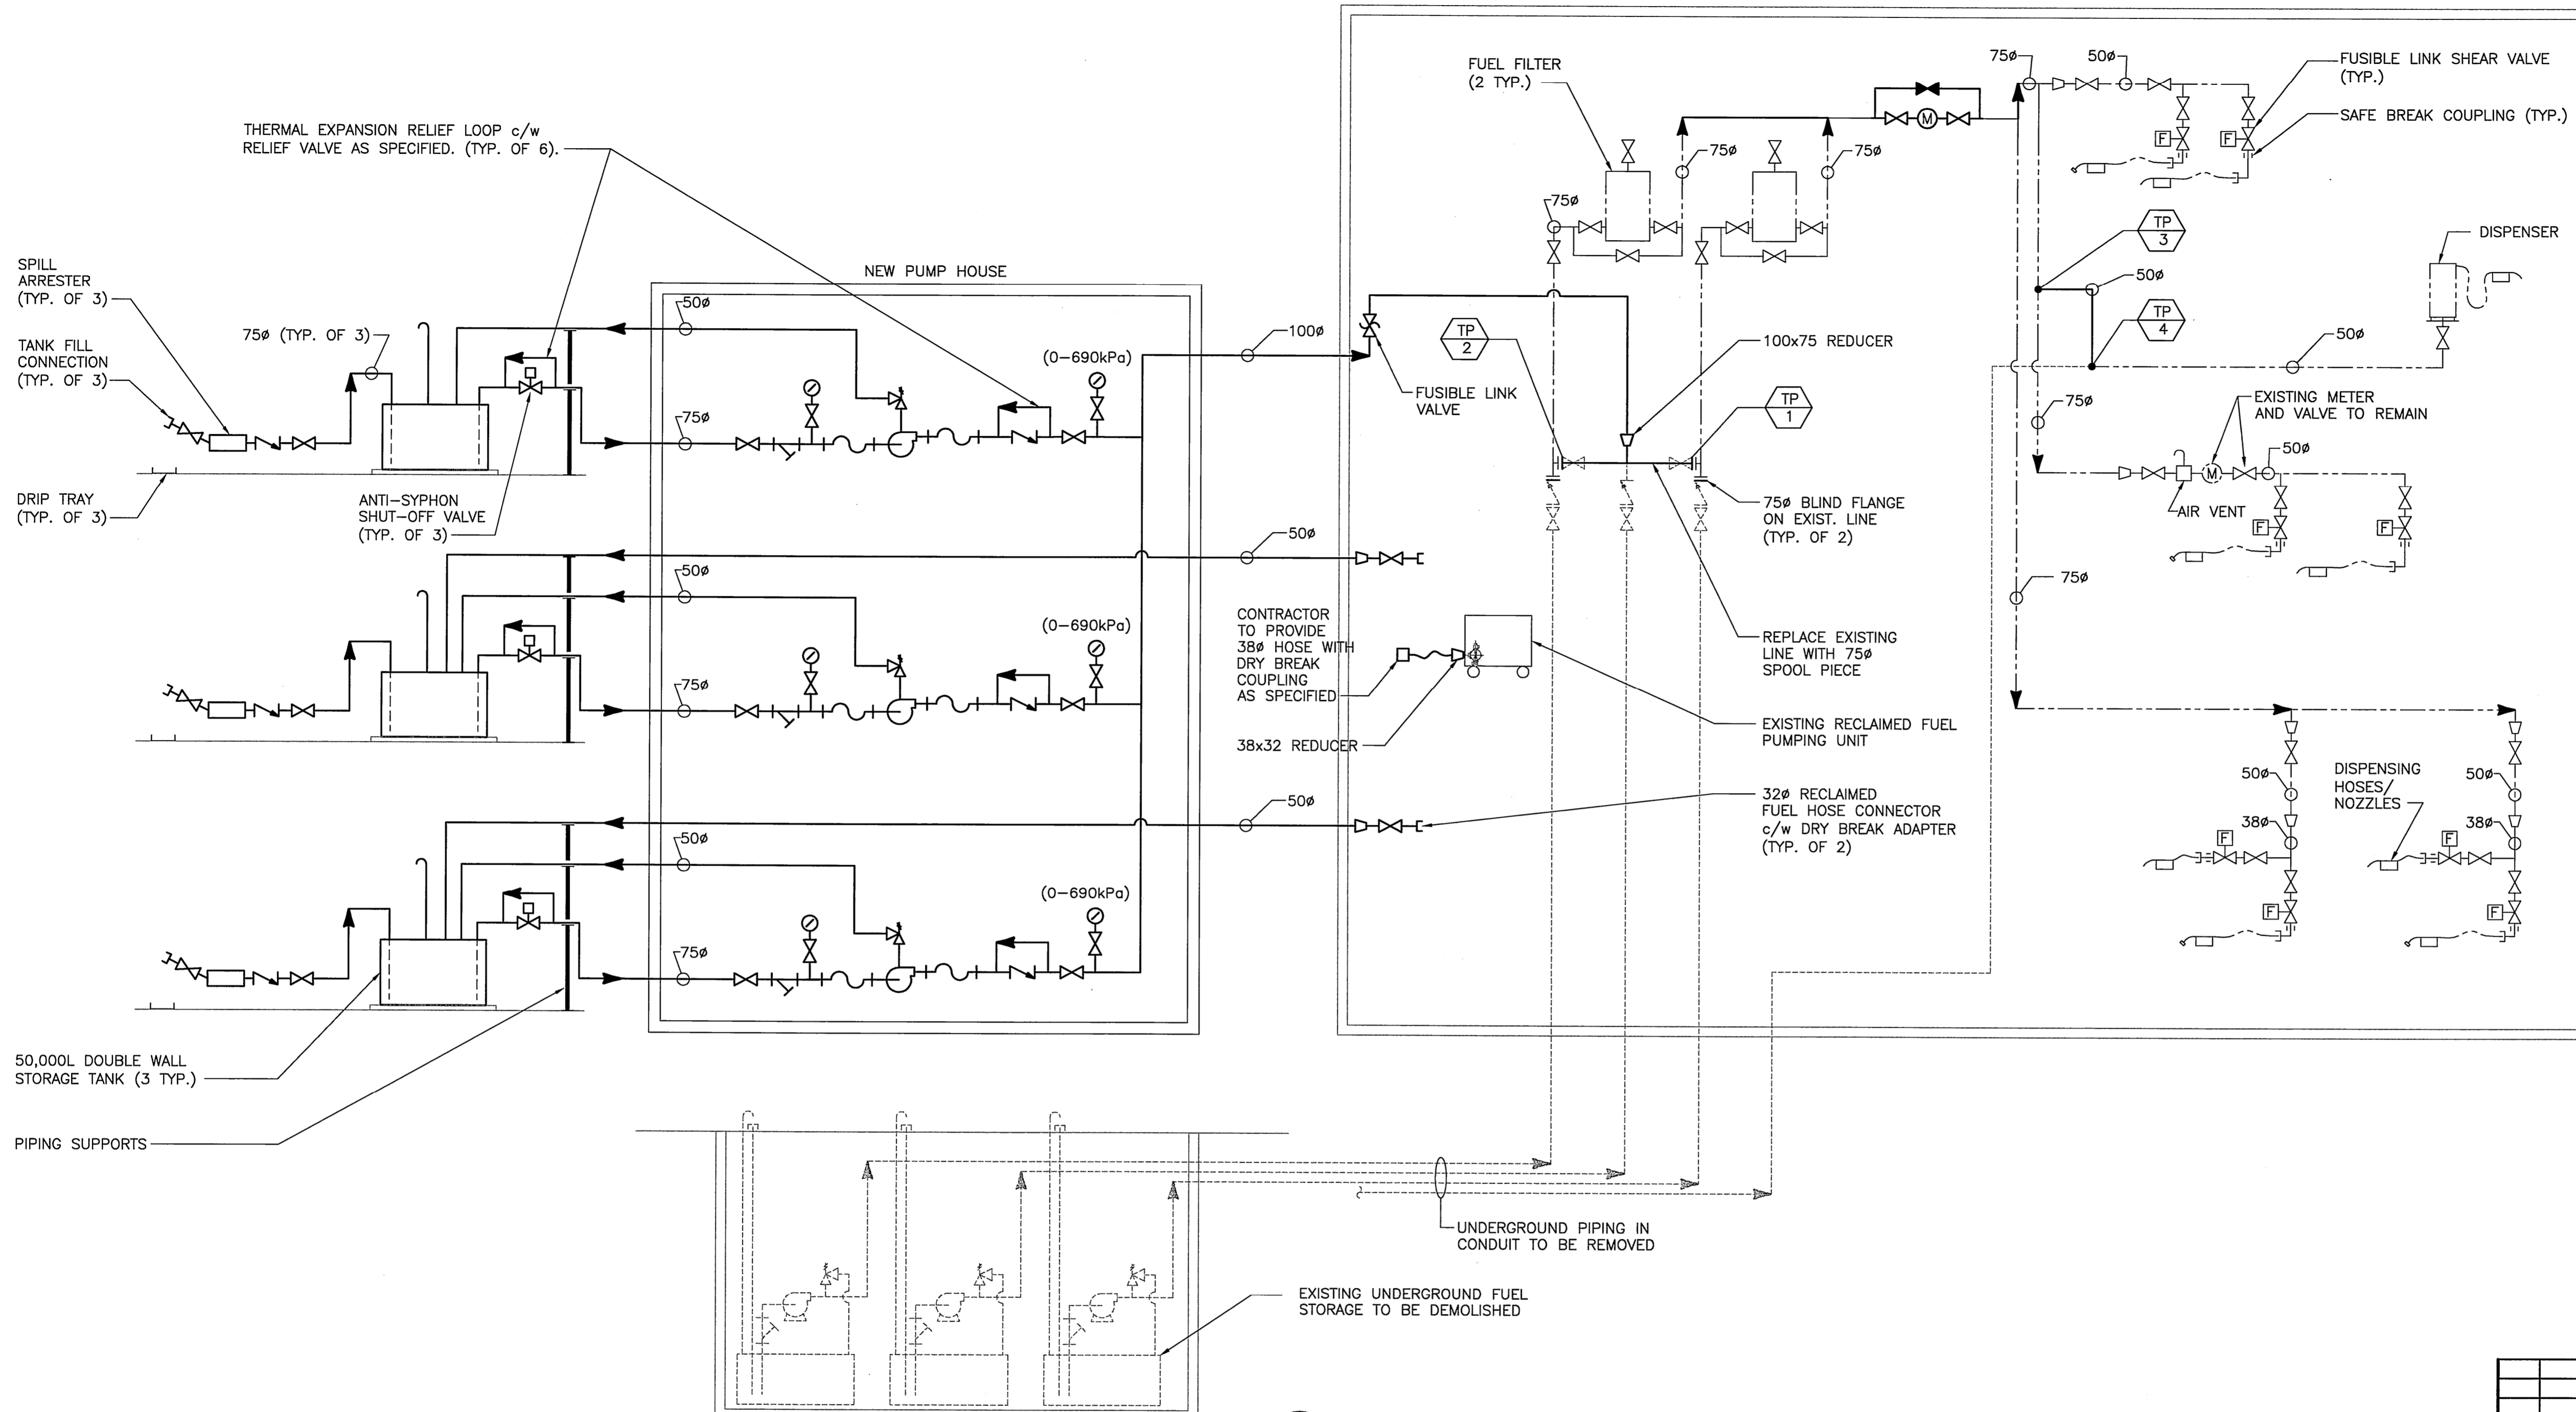 THERMAL EXPANSION RELIEF LOOP c/w
RELIEF VALVE AS SPECIFIED. (TYP. OF 6).
SPILL
ARRESTER
(TYP. OF 3)
TANK FILL
CONNECTION
(TYP. OF 3)
DRIP TRAY
(TYP. OF 3)
75ø (TYP. OF 3)
ANTI-SYPHON
SHUT-OFF VALVE
(TYP. OF 3)
NEW PUMP HOUSE
50ø
75ø
(0-690kPa)
50ø
75ø
(0-690kPa)
50ø
75ø
(0-690kPa)
50,000L DOUBLE WALL
STORAGE TANK (3 TYP.)
PIPING SUPPORTS
100ø
50ø
50ø
CONTRACTOR
TO PROVIDE
38ø HOSE WITH
DRY BREAK
COUPLING
AS SPECIFIED
38x32 REDUCER
FUEL FILTER
(2 TYP.)
75ø
75ø
75ø
FUSIBLE LINK
VALVE
TP
2
TP
1
100x75 REDUCER
75ø BLIND FLANGE
ON EXIST. LINE
(TYP. OF 2)
REPLACE EXISTING
LINE WITH 75ø
SPOOL PIECE
EXISTING RECLAIMED FUEL
PUMPING UNIT
32ø RECLAIMED
FUEL HOSE CONNECTOR
c/w DRY BREAK ADAPTER
(TYP. OF 2)
M
75ø
50ø
FUSIBLE LINK SHEAR VALVE
(TYP.)
SAFE BREAK COUPLING (TYP.)
F
F
TP
3
50ø
TP
4
DISPENSER
50ø
75ø
EXISTING METER
AND VALVE TO REMAIN
M
50ø
AIR VENT
F
F
75ø
50ø
38ø
F
F
DISPENSING
HOSES/
NOZZLES
50ø
38ø
F
F
UNDERGROUND PIPING IN
CONDUIT TO BE REMOVED
EXISTING UNDERGROUND FUEL
STORAGE TO BE DEMOLISHED